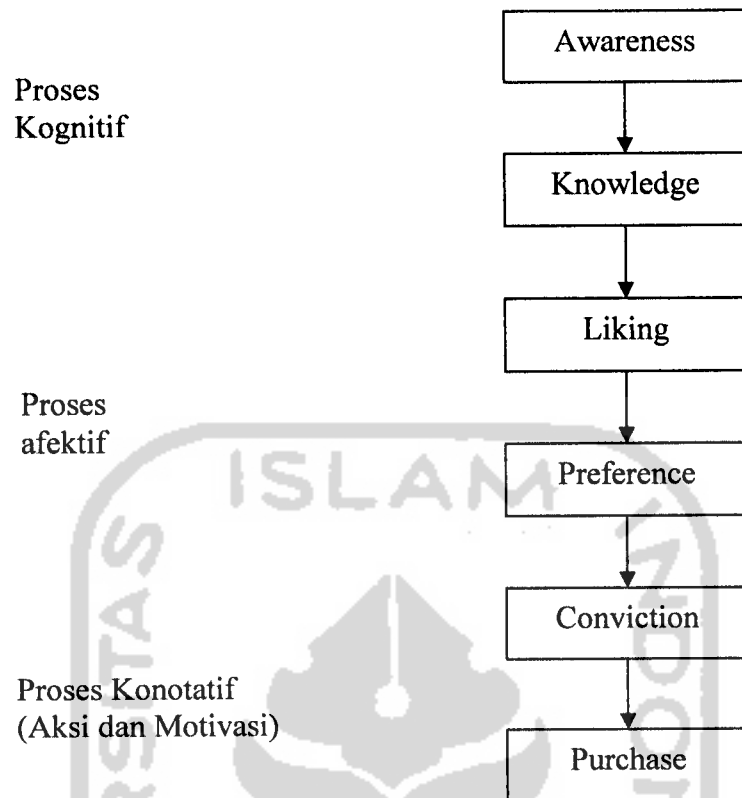 Awareness
Proses
Kognitif
Knowledge
Liking
Proses
afektif
Preference
ISLAM
Conviction
Proses Konotatif
(Aksi dan Motivasi)
Purchase